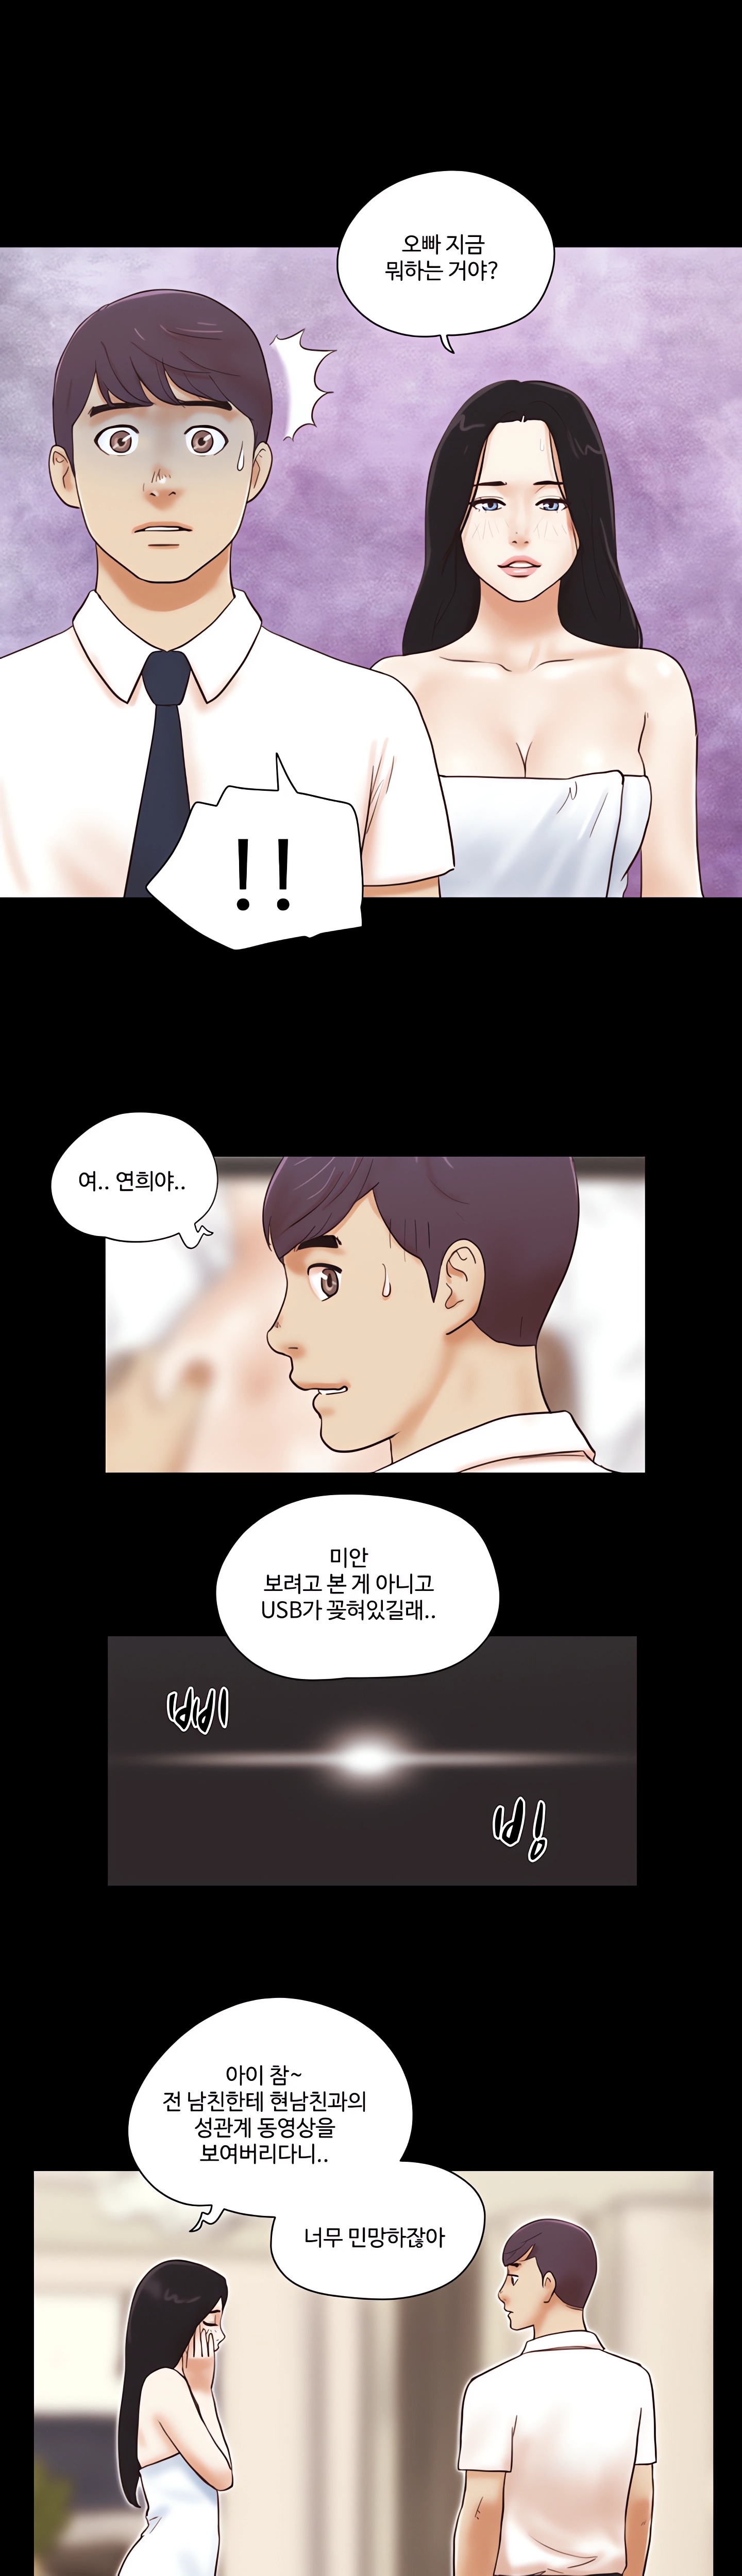 오빠 지금
뭐하는 거야?
!!
여.. 연희야..
미안
보려고 본 게 아니고
USB가 꽂혀있길래..
삐비
빙
아이 참~
전 남친한테 현남친과의
성관계 동영상을
보여버리다니..
너무 민망하잖아